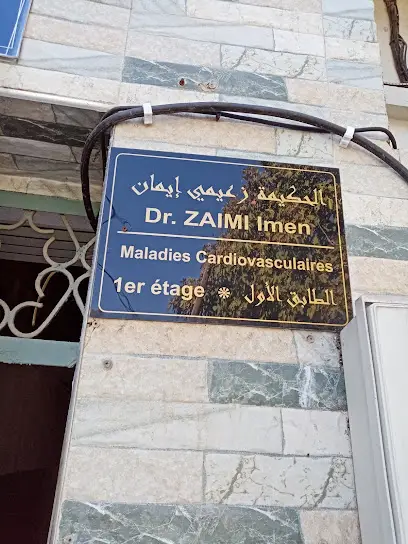 الحكيمة زعيمي إيمان
Dr. ZAIMI Imen
Maladies Cardiovasculaires
1er étage * الطابق الأول